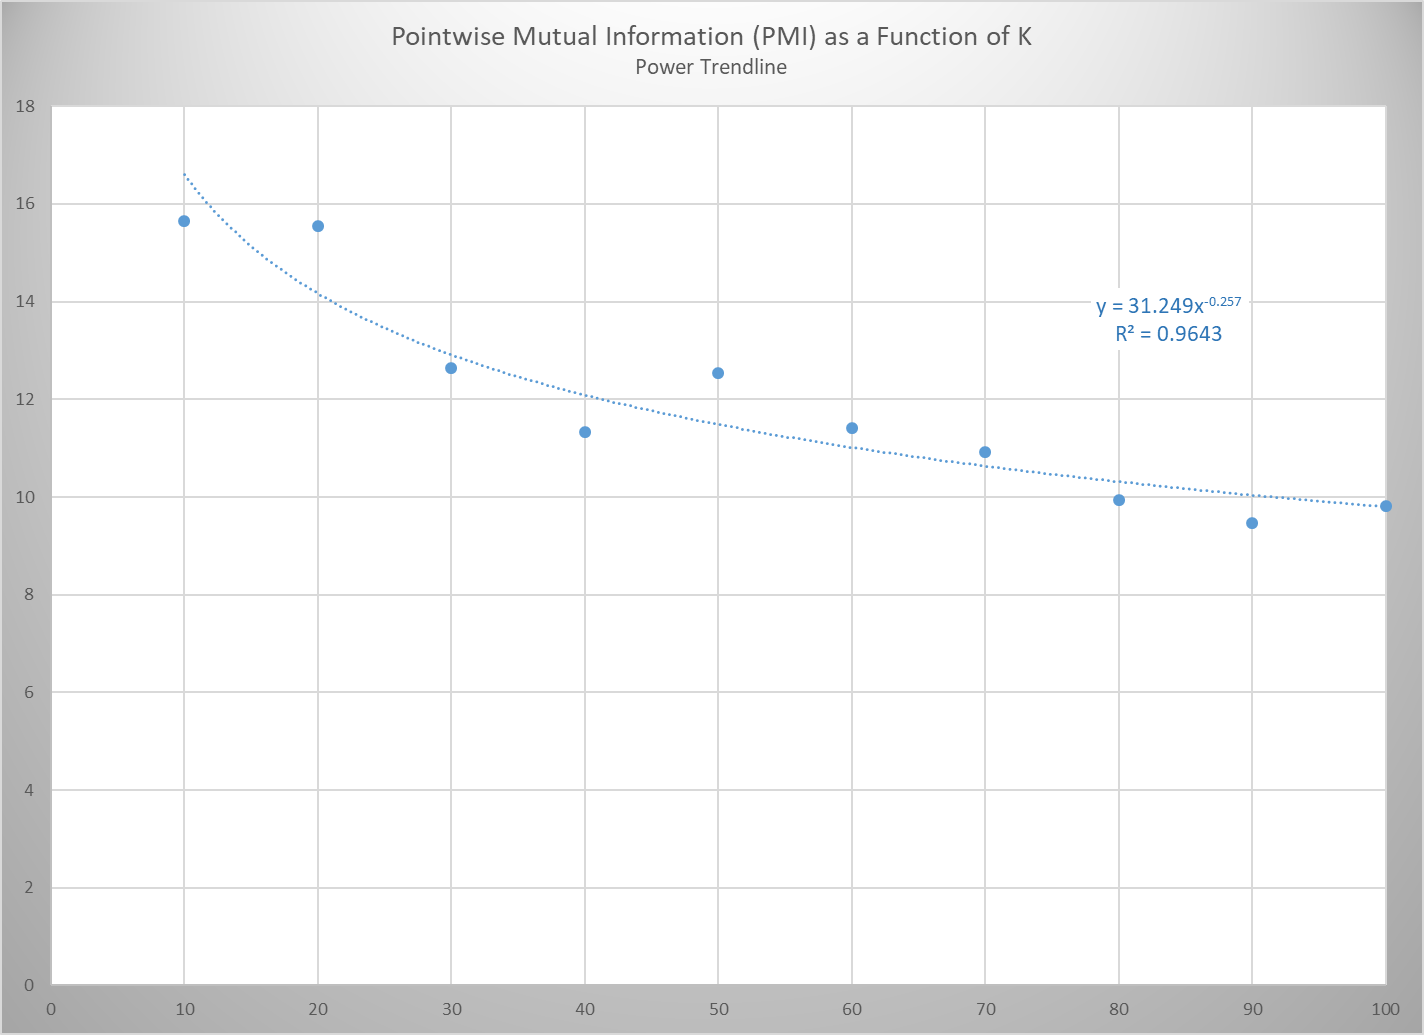 Pointwise Mutual Information (PMI) as a Function of K
Power Trendline
18
16
14
12
10
8
6
4
2
0
y = 31.249x^-0.257
R² = 0.9643
0 10 20 30 40 50 60 70 80 90 100